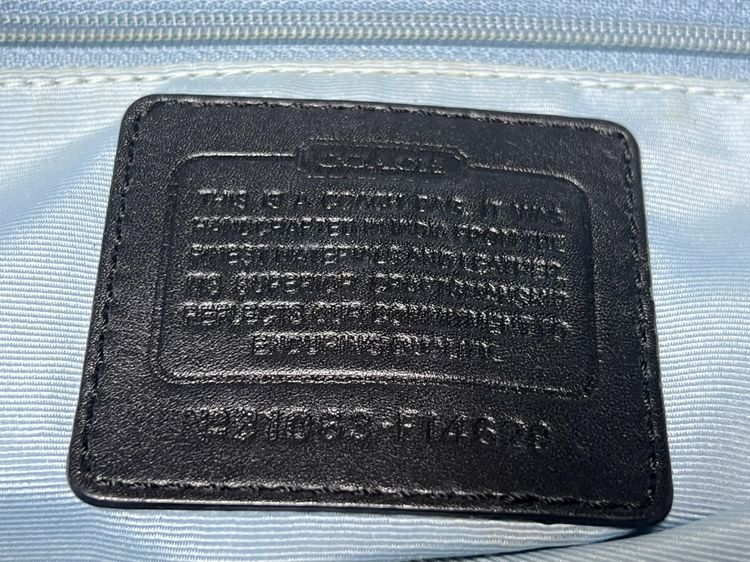 COACH
THIS IS A COACH BAG. IT WAS
HANDCRAFTED IN INDIA FROM THE
FINEST MATERIALS AND LEATHER.
ITS SUPERIOR CRAFTSMANSHIP
REFLECTS OUR COMMITMENT TO
ENDURING QUALITY.